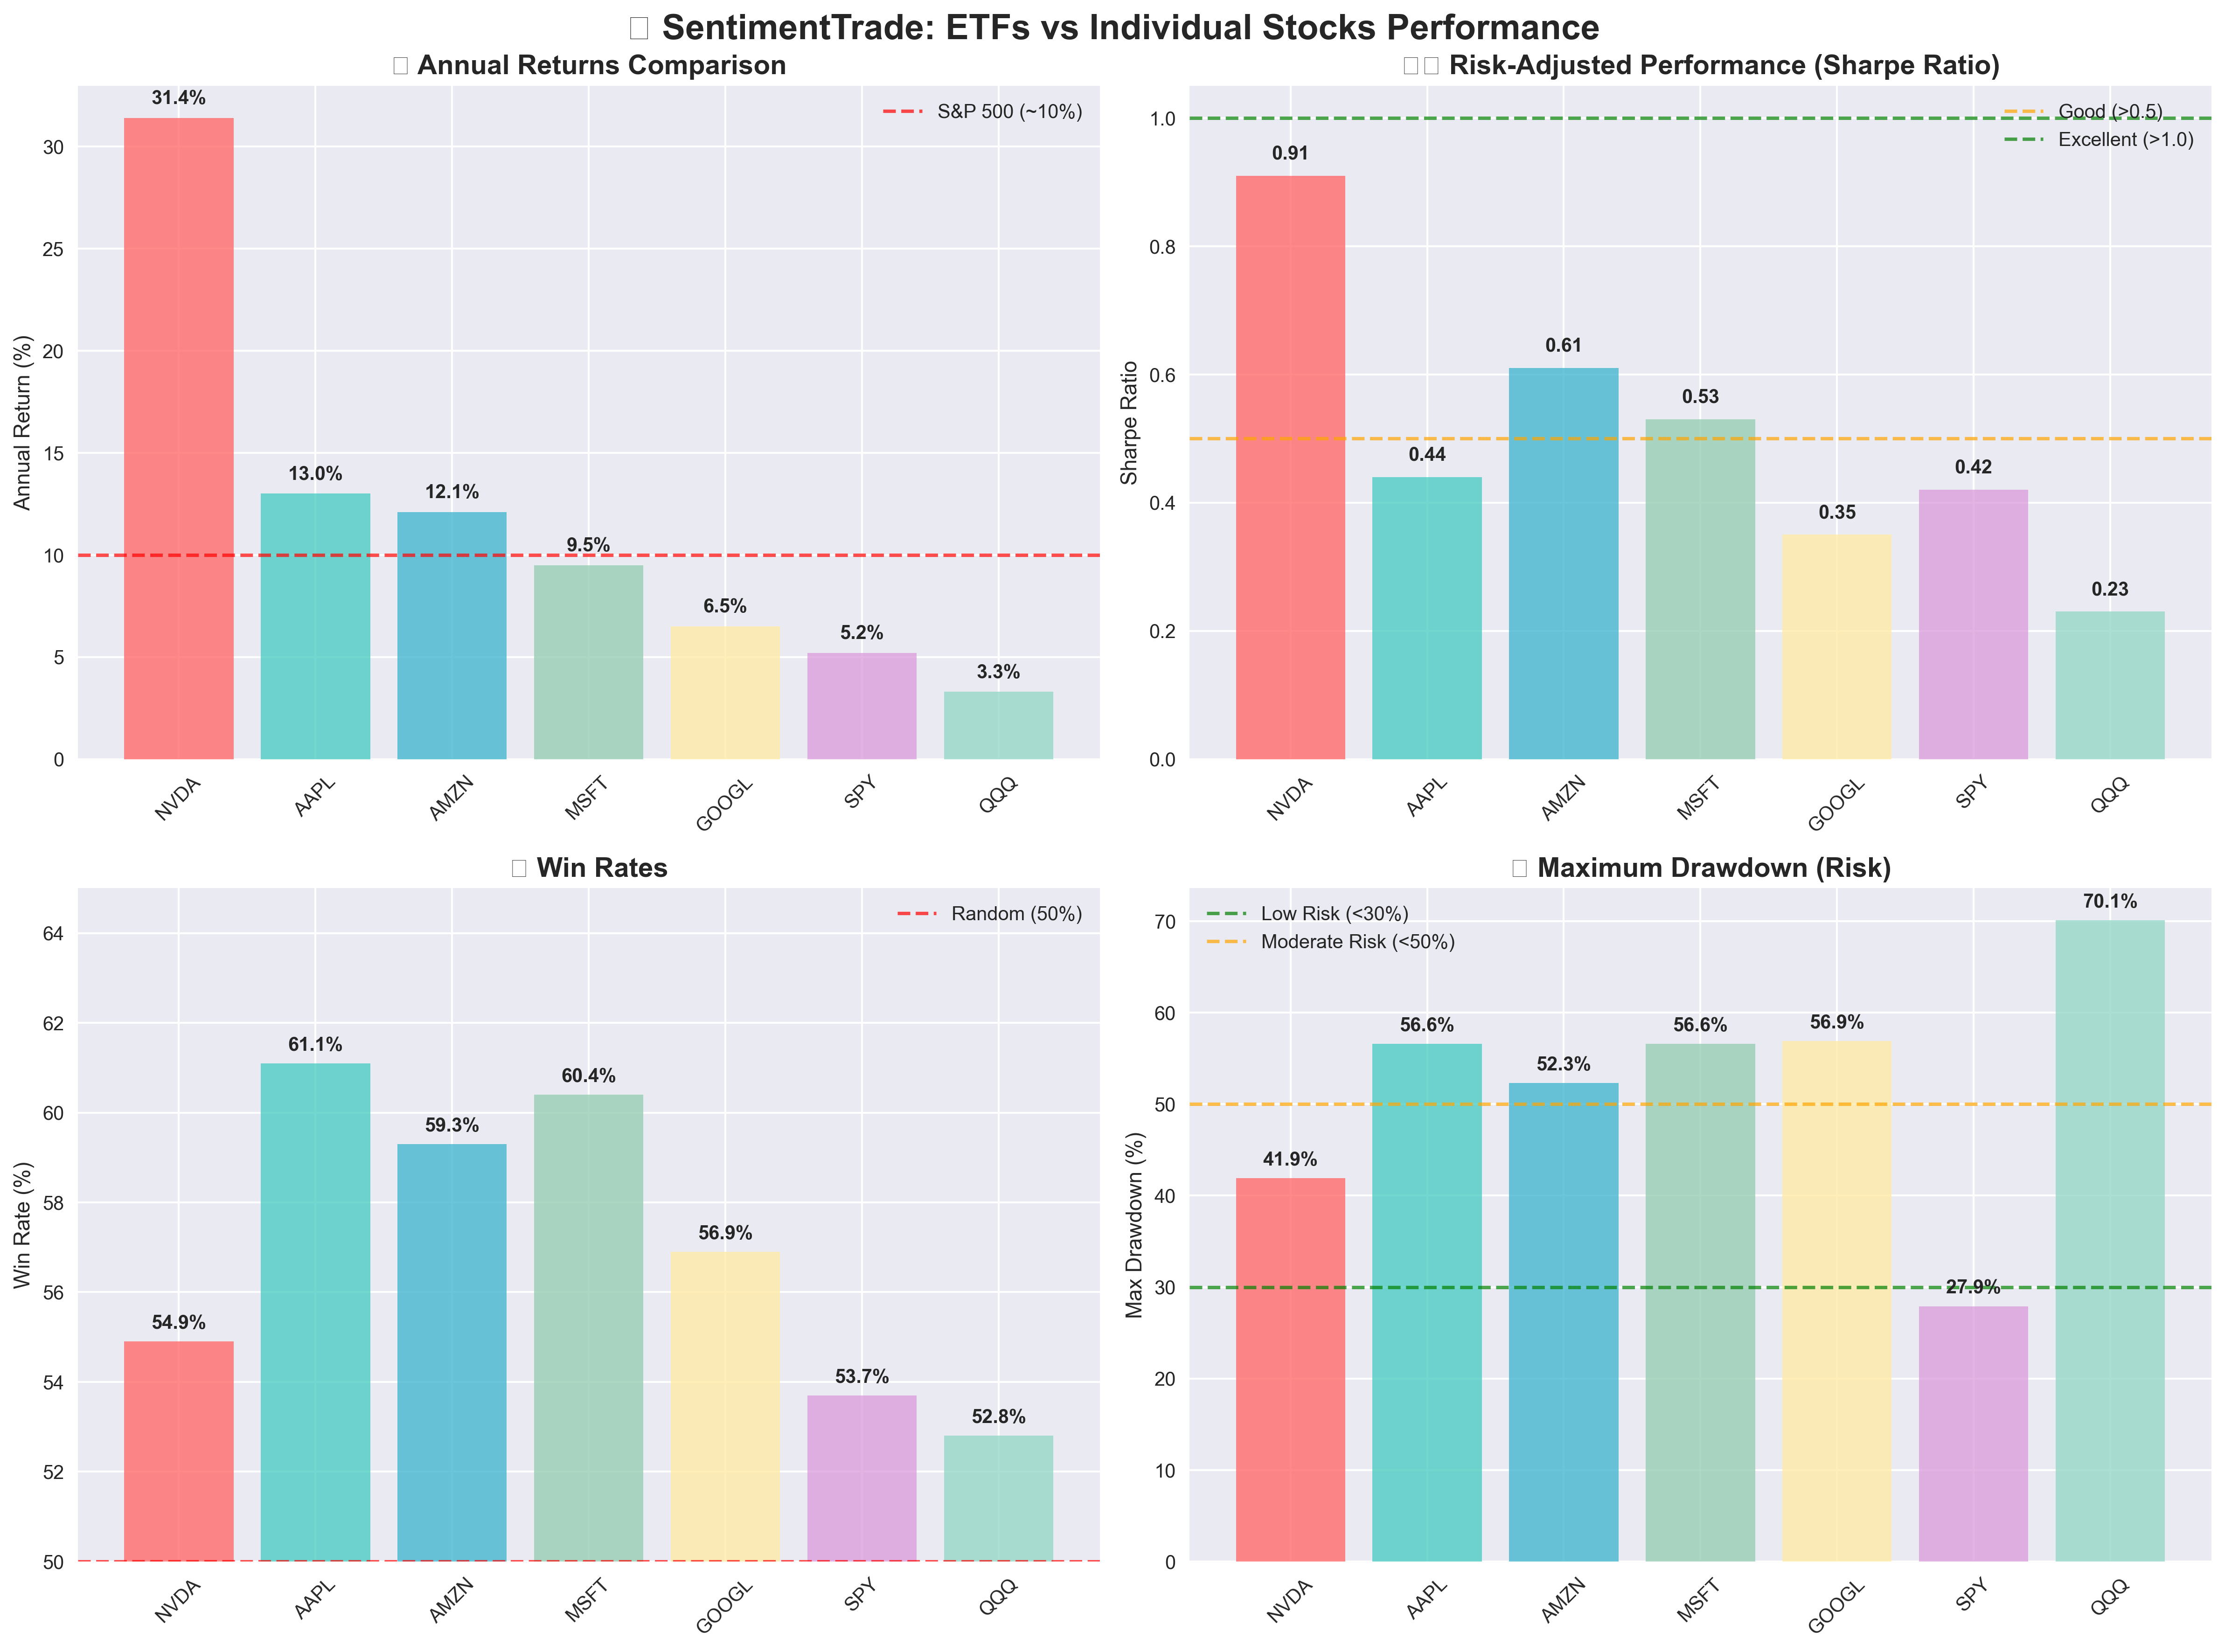 SentimentTrade: ETFs vs Individual Stocks Performance
Annual Returns Comparison
31.4%
S&P 500 (~10%)
30
25
20
15
10
5
0
Annual Return (%)
13.0%
12.1%
9.5%
6.5%
5.2%
3.3%
NVDA
AAPL
AMZN
MSFT
GOOGL
SPY
QQQ
Risk-Adjusted Performance (Sharpe Ratio)
Good (>0.5)
Excellent (>1.0)
1.0
0.8
0.6
0.4
0.2
0.0
Sharpe Ratio
0.91
0.44
0.61
0.53
0.35
0.42
0.23
NVDA
AAPL
AMZN
MSFT
GOOGL
SPY
QQQ
Win Rates
Random (50%)
64
62
60
58
56
54
52
50
Win Rate (%)
54.9%
61.1%
59.3%
60.4%
56.9%
53.7%
52.8%
NVDA
AAPL
AMZN
MSFT
GOOGL
SPY
QQQ
Maximum Drawdown (Risk)
Low Risk (<30%)
Moderate Risk (<50%)
70
60
50
40
30
20
10
0
Max Drawdown (%)
41.9%
56.6%
52.3%
56.6%
56.9%
27.9%
70.1%
NVDA
AAPL
AMZN
MSFT
GOOGL
SPY
QQQ